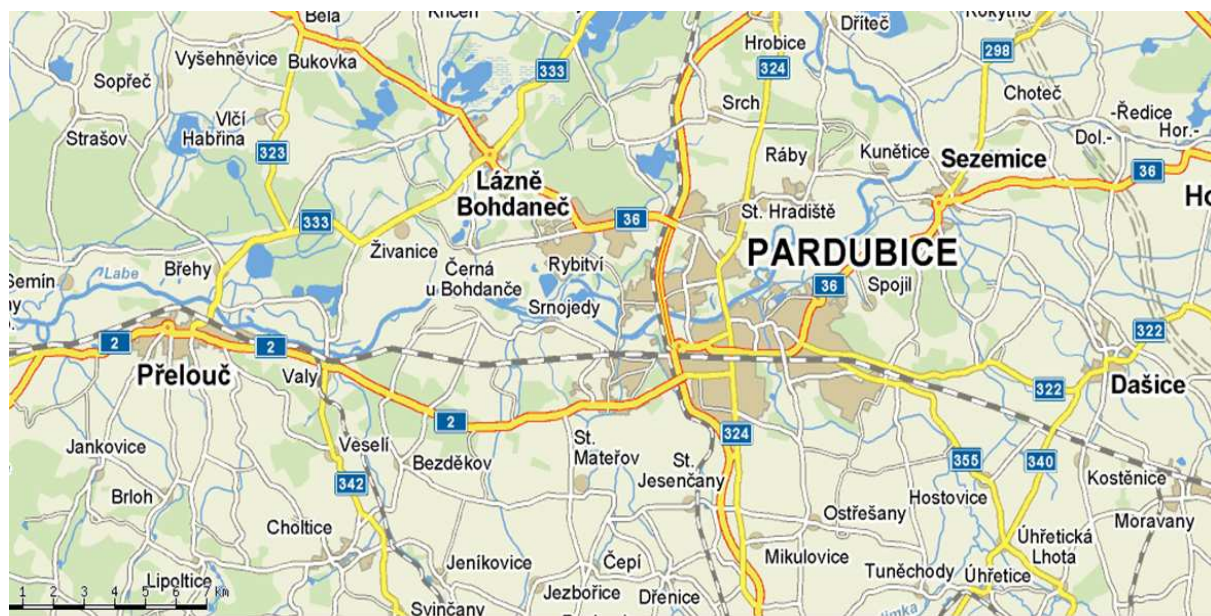 Bělá
Křičeň
Dříteč
Rokytno
Vyšehněvice
Bukovka
333
Hrobice
324
298
Sopřeč
Choteč
Vlčí
Habřina
Srch
-Ředice
Strašov
Dol.-
Hor.-
323
Ráby
Kunětice
Sezemice
36
Lázně
Bohdaneč
36
St. Hradiště
Ho
333
Živanice
PARDUBICE
Semín
Labe
Břehy
Černá
u Bohdanče
Rybitví
36
Spojil
Srnojedy
322
2
2
Přelouč
Valy
322
Dašice
2
Veselí
St.
Mateřov
324
Jankovice
Bezděkov
St.
Jesenčany
355
340
342
Kostěnice
Brloh
Hostovice
Choltice
Ostřešany
Moravany
Úhřetická
Lhota
Jeníkovice
Čepí
Mikulovice
Tuněchody
Úhřetice
Lipoltice
Jezbořice
Dřenice
1 2 3 4 5 6 7 km
Svinčany